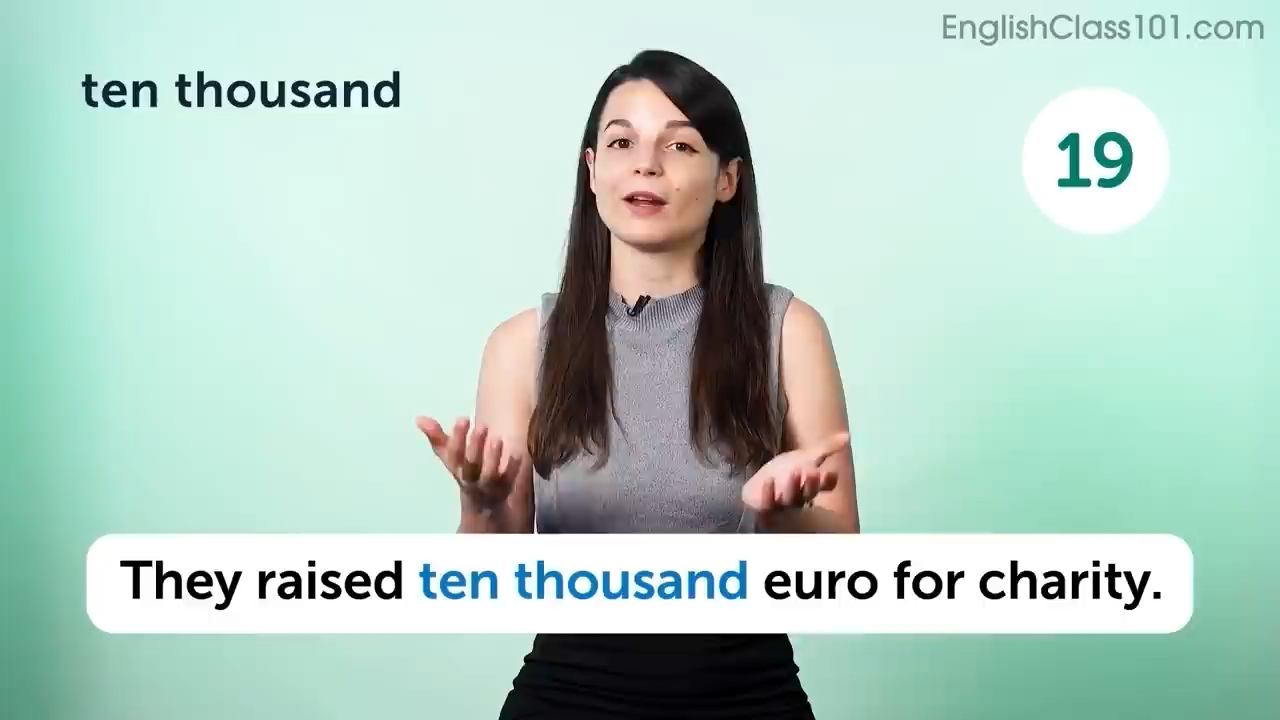 EnglishClass101.com
ten thousand
19
They raised ten thousand euro for charity.